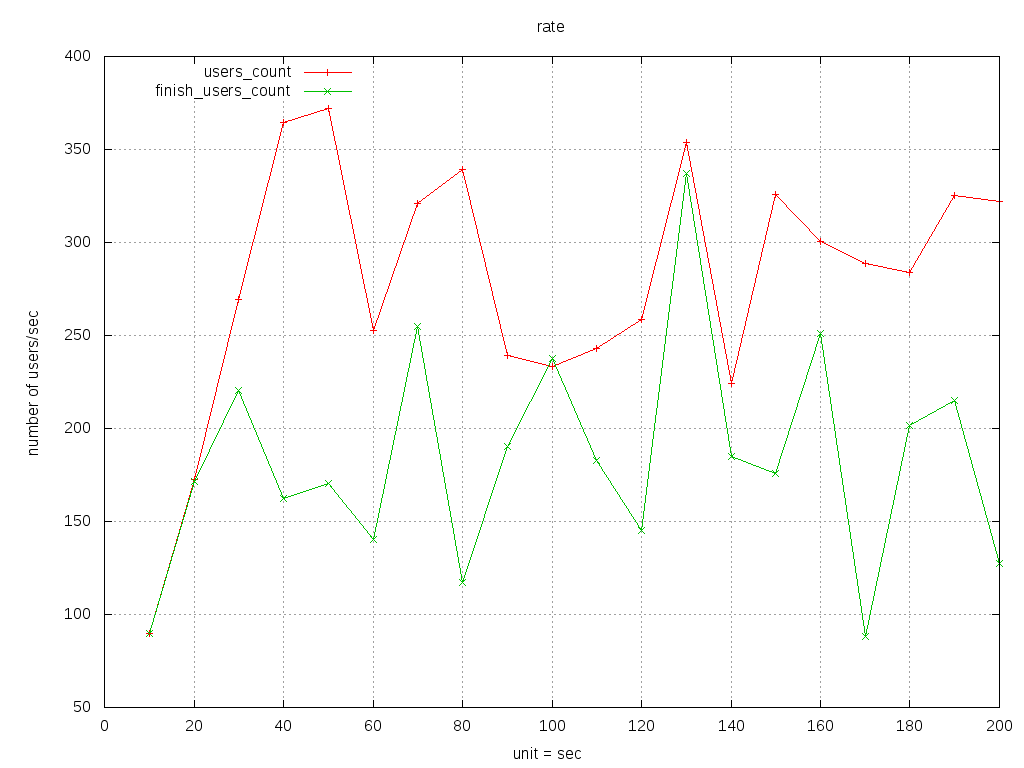 rate
users_count
finish_users_count
400
350
300
250
200
150
100
50
number of users/sec
0 20 40 60 80 100 120 140 160 180 200
unit = sec